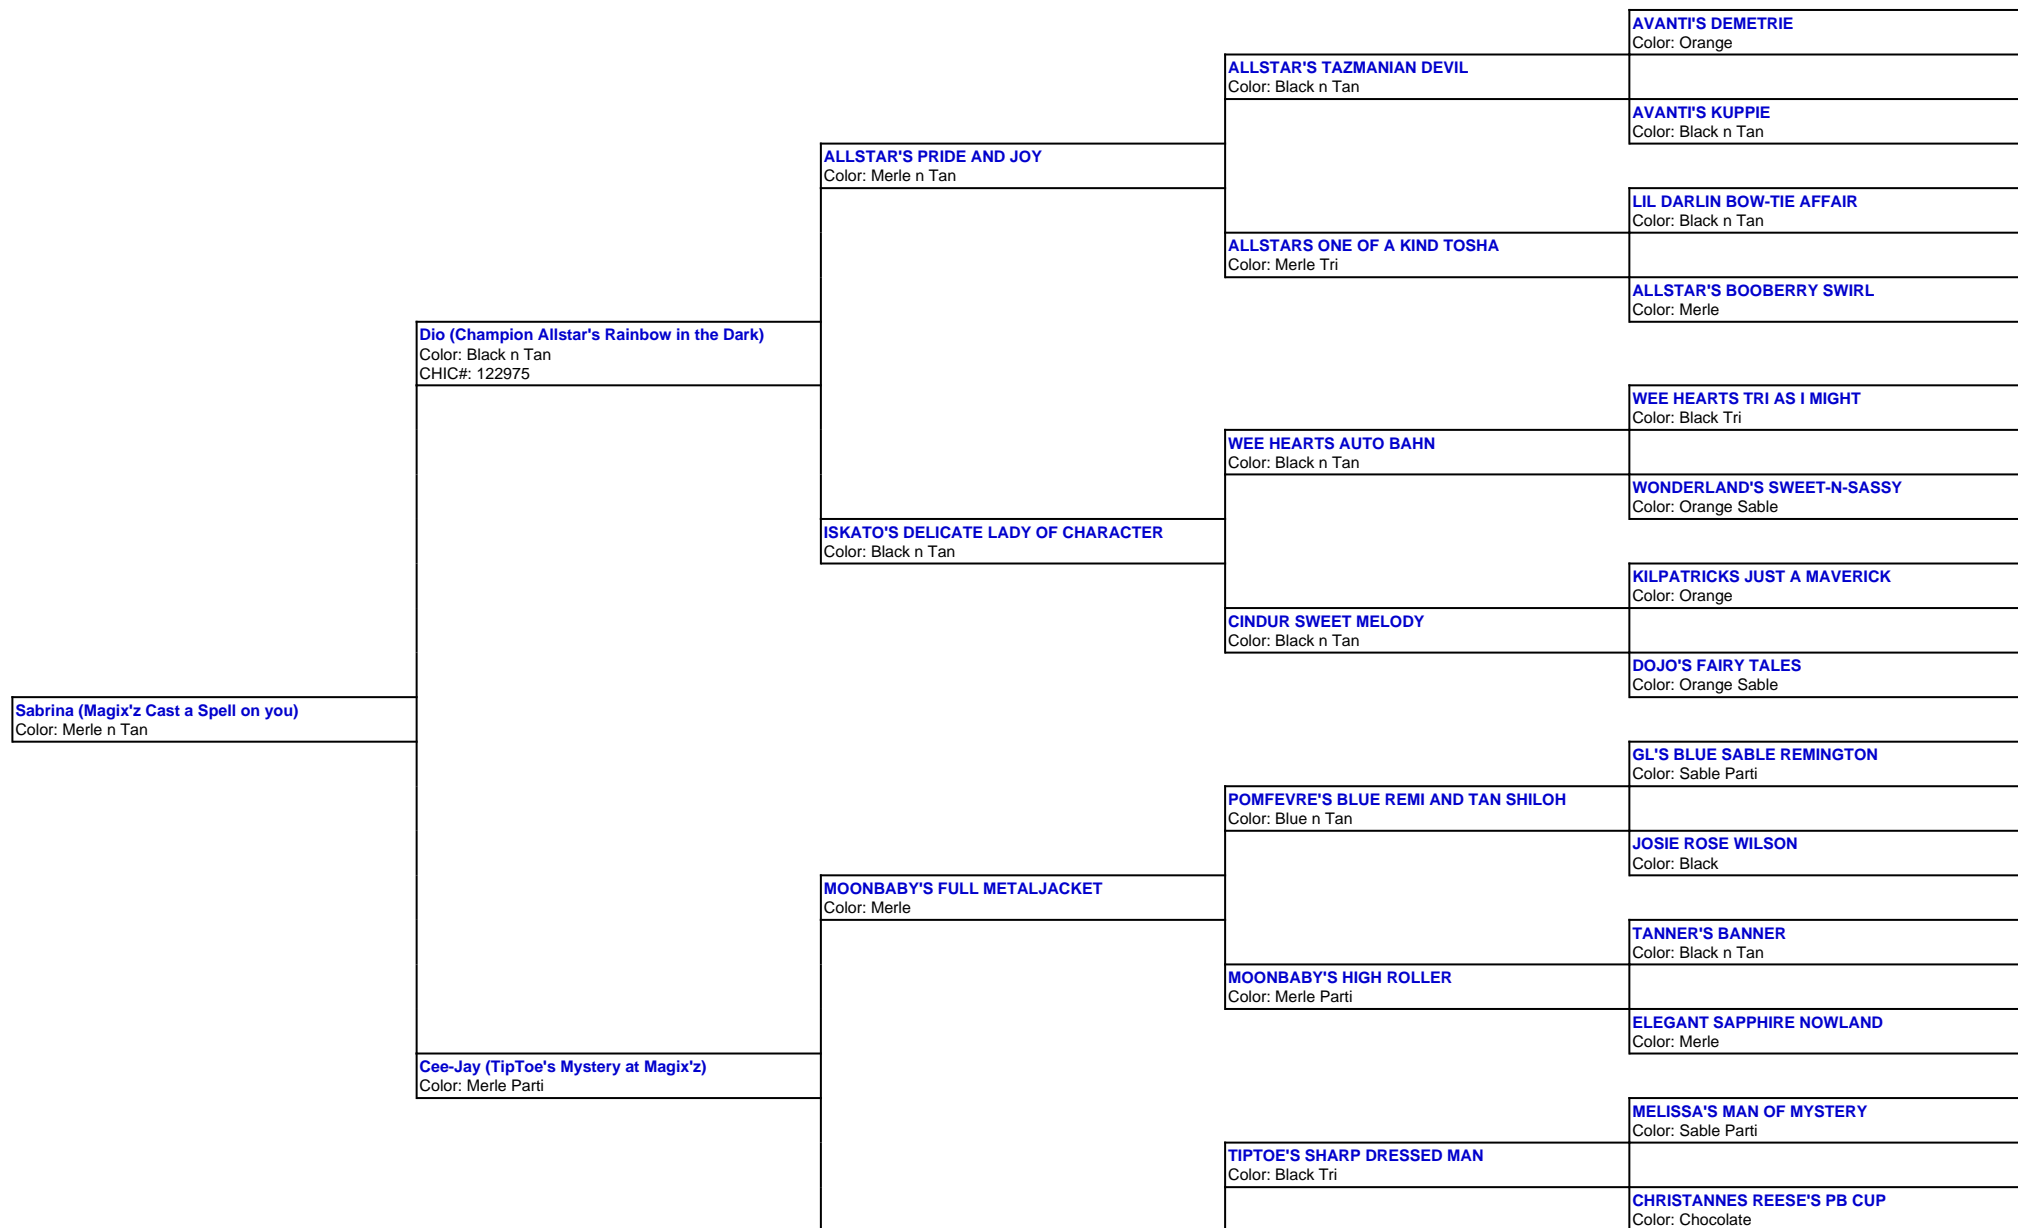 AVANTI'S DEMETRIE
Color: Orange
ALLSTAR'S TAZMANIAN DEVIL
Color: Black n Tan
AVANTI'S KUPPIE
Color: Black n Tan
ALLSTAR'S PRIDE AND JOY
Color: Merle n Tan
LIL DARLIN BOW-TIE AFFAIR
Color: Black n Tan
ALLSTARS ONE OF A KIND TOSHA
Color: Merle Tri
ALLSTAR'S BOOBERRY SWIRL
Color: Merle
Dio (Champion Allstar's Rainbow in the Dark)
Color: Black n Tan
CHIC#: 122975
WEE HEARTS TRI AS I MIGHT
Color: Black Tri
WEE HEARTS AUTO BAHN
Color: Black n Tan
WONDERLAND'S SWEET-N-SASSY
Color: Orange Sable
ISKATO'S DELICATE LADY OF CHARACTER
Color: Black n Tan
KILPATRICKS JUST A MAVERICK
Color: Orange
CINDUR SWEET MELODY
Color: Black n Tan
DOJO'S FAIRY TALES
Color: Orange Sable
Sabrina (Magix'z Cast a Spell on you)
Color: Merle n Tan
GL'S BLUE SABLE REMINGTON
Color: Sable Parti
POMFEVRE'S BLUE REMI AND TAN SHILOH
Color: Blue n Tan
JOSIE ROSE WILSON
Color: Black
MOONBABY'S FULL METALJACKET
Color: Merle
TANNER'S BANNER
Color: Black n Tan
MOONBABY'S HIGH ROLLER
Color: Merle Parti
ELEGANT SAPPHIRE NOWLAND
Color: Merle
Cee-Jay (TipToe's Mystery at Magix'z)
Color: Merle Parti
MELISSA'S MAN OF MYSTERY
Color: Sable Parti
TIPTOE'S SHARP DRESSED MAN
Color: Black Tri
CHRISTANNES REESE'S PB CUP
Color: Chocolate